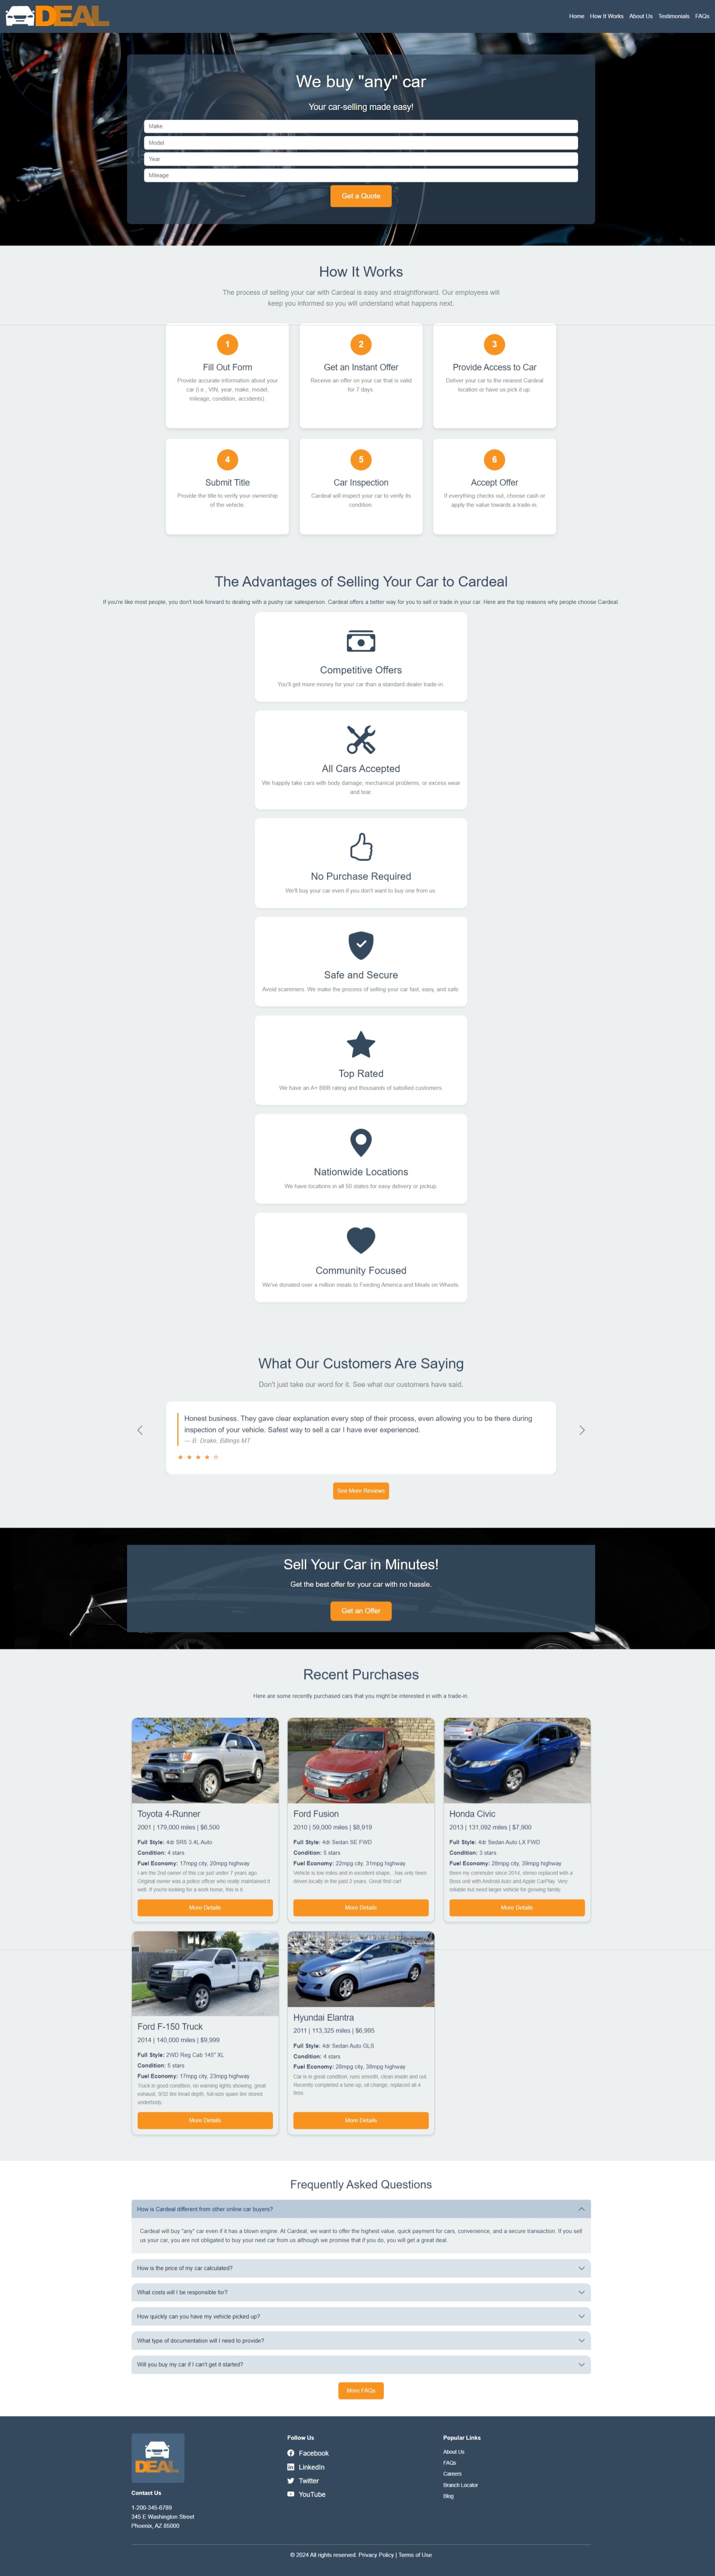 DEAL
Home How It Works About Us Testimonials FAQs
We buy "any" car
Your car-selling made easy!
Make
Model
Year
Mileage
Get a Quote
How It Works
The process of selling your car with Cardeal is easy and straightforward. Our employees will
keep you informed so you will understand what happens next.
1
Fill Out Form
Provide accurate information about your
car (i.e., VIN, year, make, model,
mileage, condition, accidents).
2
Get an Instant Offer
Receive an offer on your car that is valid
for 7 days.
3
Provide Access to Car
Deliver your car to the nearest Cardeal
location or have us pick it up.
4
Submit Title
Provide the title to verify your ownership
of the vehicle.
5
Car Inspection
Cardeal will inspect your car to verify its
condition.
6
Accept Offer
If everything checks out, choose cash or
apply the value towards a trade-in.
The Advantages of Selling Your Car to Cardeal
If you're like most people, you don't look forward to dealing with a pushy car salesperson. Cardeal offers a better way for you to sell or trade in your car. Here are the top reasons why people choose Cardeal.
Competitive Offers
You'll get more money for your car than a standard dealer trade-in.
All Cars Accepted
We happily take cars with body damage, mechanical problems, or excess wear
and tear.
No Purchase Required
We'll buy your car even if you don't want to buy one from us.
Safe and Secure
Avoid scammers. We make the process of selling your car fast, easy, and safe.
Top Rated
We have an A+ BBB rating and thousands of satisfied customers.
Nationwide Locations
We have locations in all 50 states for easy delivery or pickup.
Community Focused
We've donated over a million meals to Feeding America and Meals on Wheels.
What Our Customers Are Saying
Don't just take our word for it. See what our customers have said.
Honest business. They gave clear explanation every step of their process, even allowing you to be there during
inspection of your vehicle. Safest way to sell a car I have ever experienced.
— B. Drake, Billings MT
★ ★ ★ ★ ☆
See More Reviews
Sell Your Car in Minutes!
Get the best offer for your car with no hassle.
Get an Offer
Recent Purchases
Here are some recently purchased cars that you might be interested in with a trade-in.
Toyota 4-Runner
2001 | 179,000 miles | $6,500
Full Style: 4dr SR5 3.4L Auto
Condition: 4 stars
Fuel Economy: 17mpg city, 20mpg highway
I am the 2nd owner of this car just under 7 years ago.
Original owner was a police officer who really maintained it
well. If you're looking for a work horse, this is it.
More Details
Ford Fusion
2010 | 59,000 miles | $8,919
Full Style: 4dr Sedan SE FWD
Condition: 5 stars
Fuel Economy: 22mpg city, 31mpg highway
Vehicle is low miles and in excellent shape... has only been
driven locally in the past 2 years. Great first car!
More Details
Honda Civic
2013 | 131,092 miles | $7,900
Full Style: 4dr Sedan Auto LX FWD
Condition: 3 stars
Fuel Economy: 28mpg city, 39mpg highway
Been my commuter since 2014, stereo replaced with a
Boss unit with Android Auto and Apple CarPlay. Very
reliable but need larger vehicle for growing family.
More Details
Ford F-150 Truck
2014 | 140,000 miles | $9,999
Full Style: 2WD Reg Cab 145" XL
Condition: 5 stars
Fuel Economy: 17mpg city, 23mpg highway
Truck in good condition, no warning lights showing, great
exhaust, 9/32 tire tread depth, full-size spare tire stored
underbody.
More Details
Hyundai Elantra
2011 | 113,325 miles | $6,995
Full Style: 4dr Sedan Auto GLS
Condition: 4 stars
Fuel Economy: 28mpg city, 38mpg highway
Car is in great condition, runs smooth, clean inside and out.
Recently completed a tune-up, oil change, replaced all 4
tires.
More Details
Frequently Asked Questions
How is Cardeal different from other online car buyers?
Cardeal will buy "any" car even if it has a blown engine. At Cardeal, we want to offer the highest value, quick payment for cars, convenience, and a secure transaction. If you sell
us your car, you are not obligated to buy your next car from us although we promise that if you do, you will get a great deal.
How is the price of my car calculated?
What costs will I be responsible for?
How quickly can you have my vehicle picked up?
What type of documentation will I need to provide?
Will you buy my car if I can't get it started?
More FAQs
DEAL
Contact Us
1-200-345-6789
345 E Washington Street
Phoenix, AZ 85000
Follow Us
Facebook
LinkedIn
Twitter
YouTube
Popular Links
About Us
FAQs
Careers
Branch Locator
Blog
© 2024 All rights reserved. Privacy Policy | Terms of Use